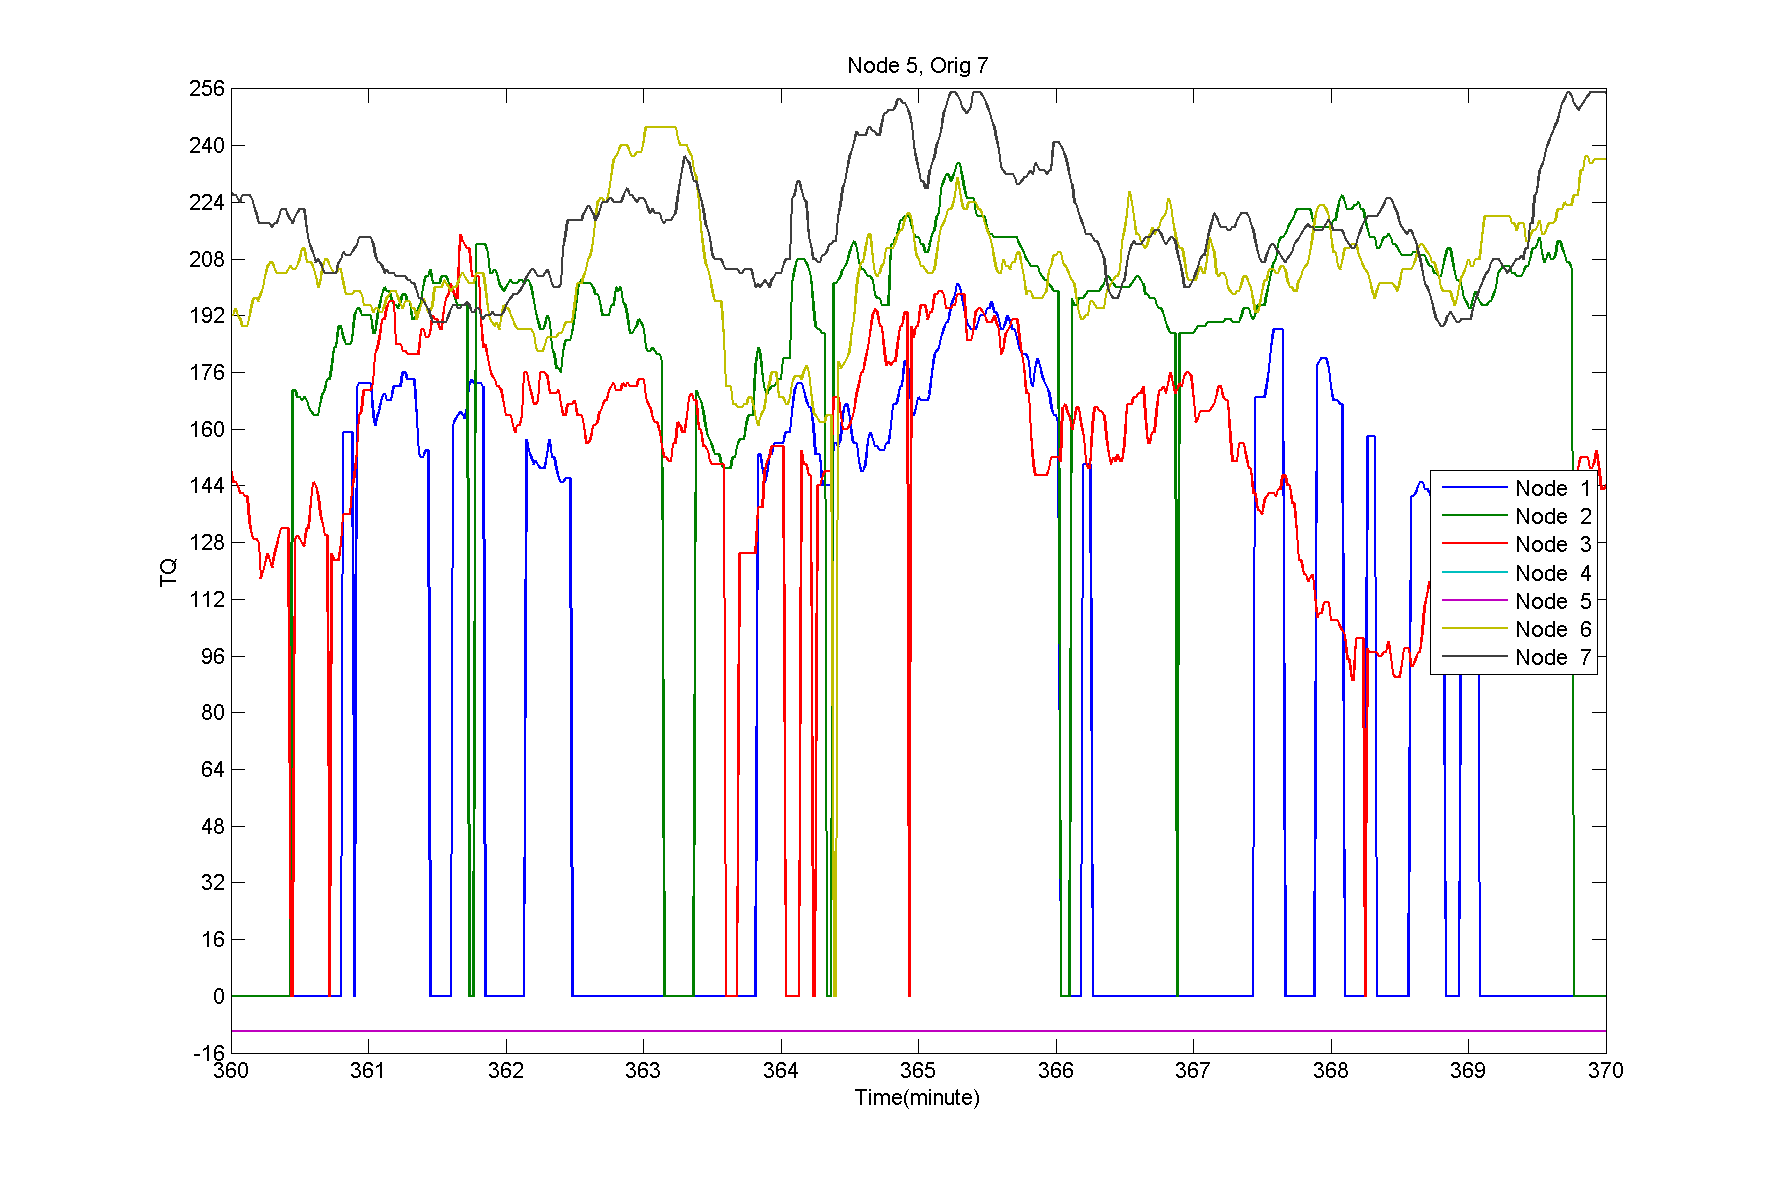 Node 5, Orig 7
256
240
224
208
192
176
160
144
128
112
96
80
64
48
32
16
0
-16
TQ
Node 1
Node 2
Node 3
Node 4
Node 5
Node 6
Node 7
360 361 362 363 364 365 366 367 368 369 370
Time(minute)